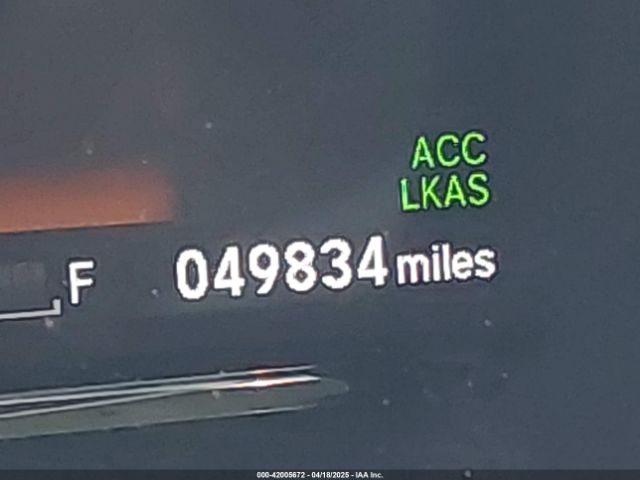 ACC
LKAS
F 049834 miles
000-42005672 - 04/18/2025 - IAA Inc.